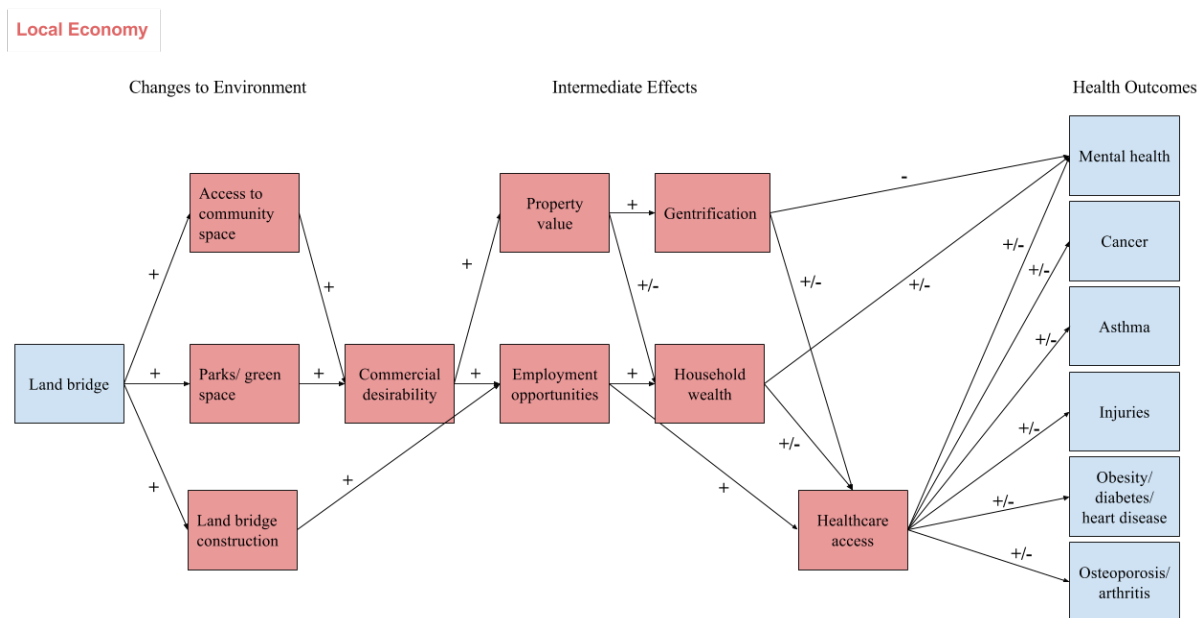 Local Economy
Changes to Environment
Intermediate Effects
Health Outcomes
Land bridge
+
+
+
Access to
community
space
Parks/ green
space
Land bridge
construction
+
+
+
Commercial
desirability
+
+
Property
value
Employment
opportunities
+
+/-
+
+
Gentrification
Household
wealth
-
+/-
+/-
+/-
Healthcare
access
+/-
+/-
+/-
+/-
+/-
+/-
Mental health
Cancer
Asthma
Injuries
Obesity/
diabetes/
heart disease
Osteoporosis/
arthritis